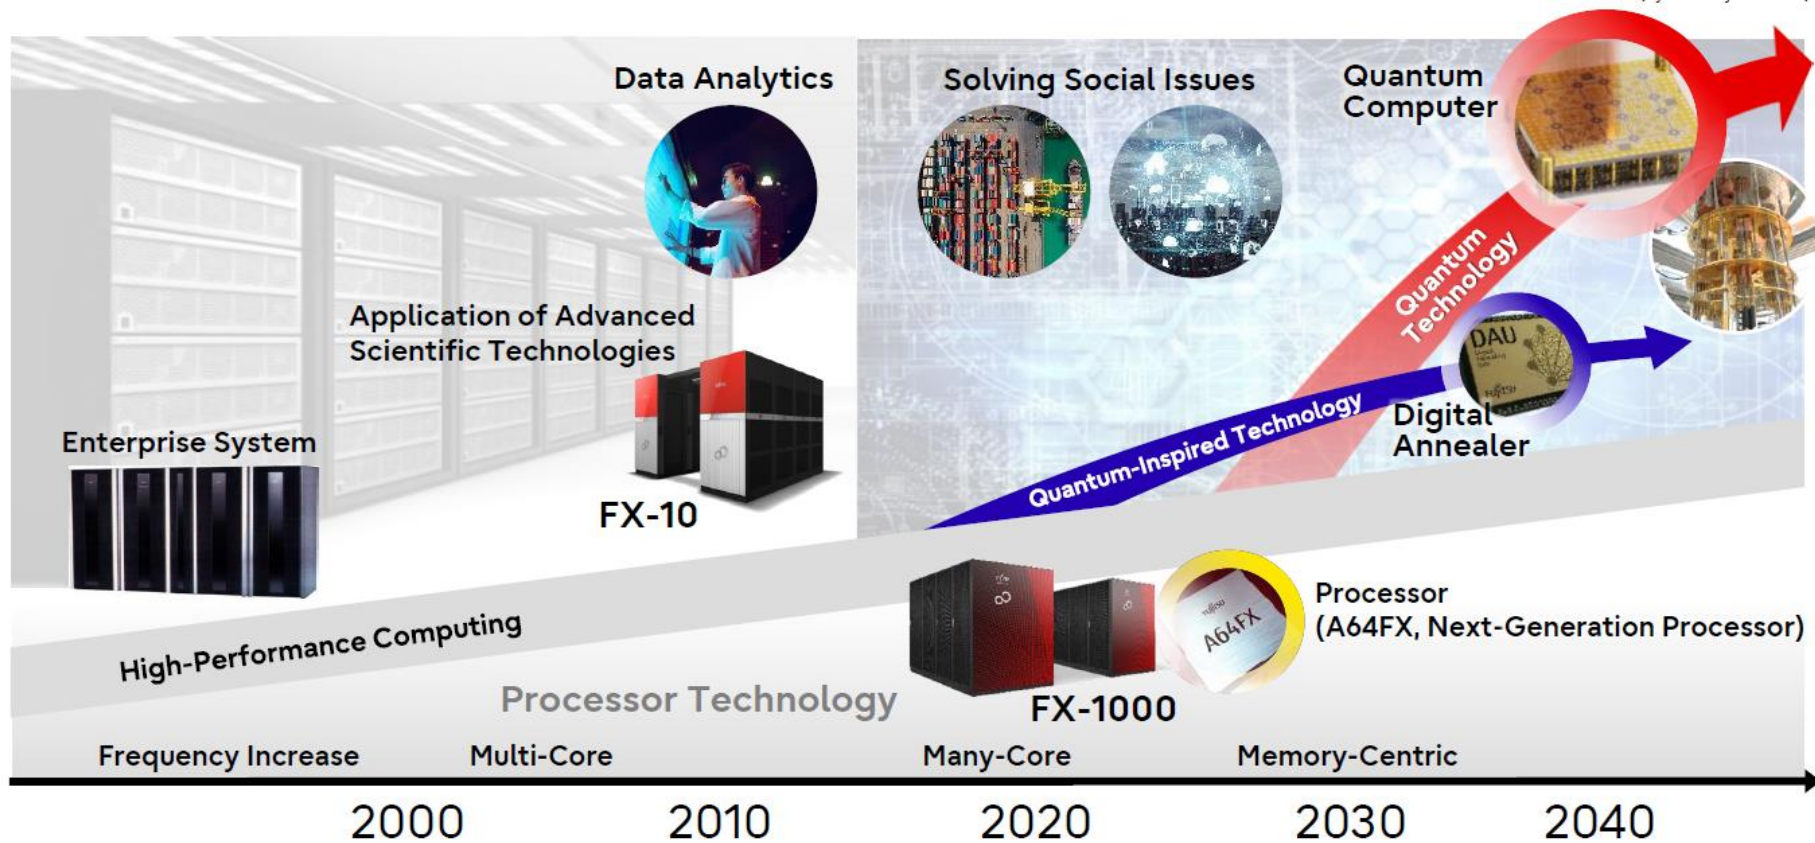 Data Analytics
Solving Social Issues
Quantum
Computer
Quantum
Technology
Application of Advanced
Scientific Technologies
DAU
FUJITSU
Quantum-Inspired Technology
Digital
Annealer
Enterprise System
FX-10
High-Performance Computing
FUJITSU
A64FX
Processor
(A64FX, Next-Generation Processor)
Processor Technology
FX-1000
Frequency Increase
Multi-Core
Many-Core
Memory-Centric
2000
2010
2020
2030
2040